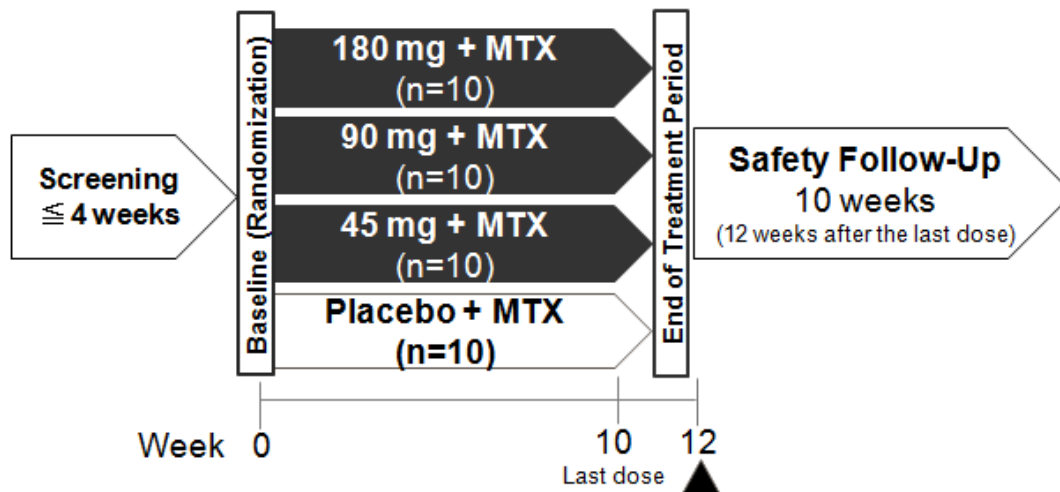 Screening
≦ 4 weeks
Baseline (Randomization)
180 mg + MTX
(n=10)
90 mg + MTX
(n=10)
45 mg + MTX
(n=10)
Placebo + MTX
(n=10)
End of Treatment Period
Safety Follow-Up
10 weeks
(12 weeks after the last dose)
Week 0 10 12
Last dose